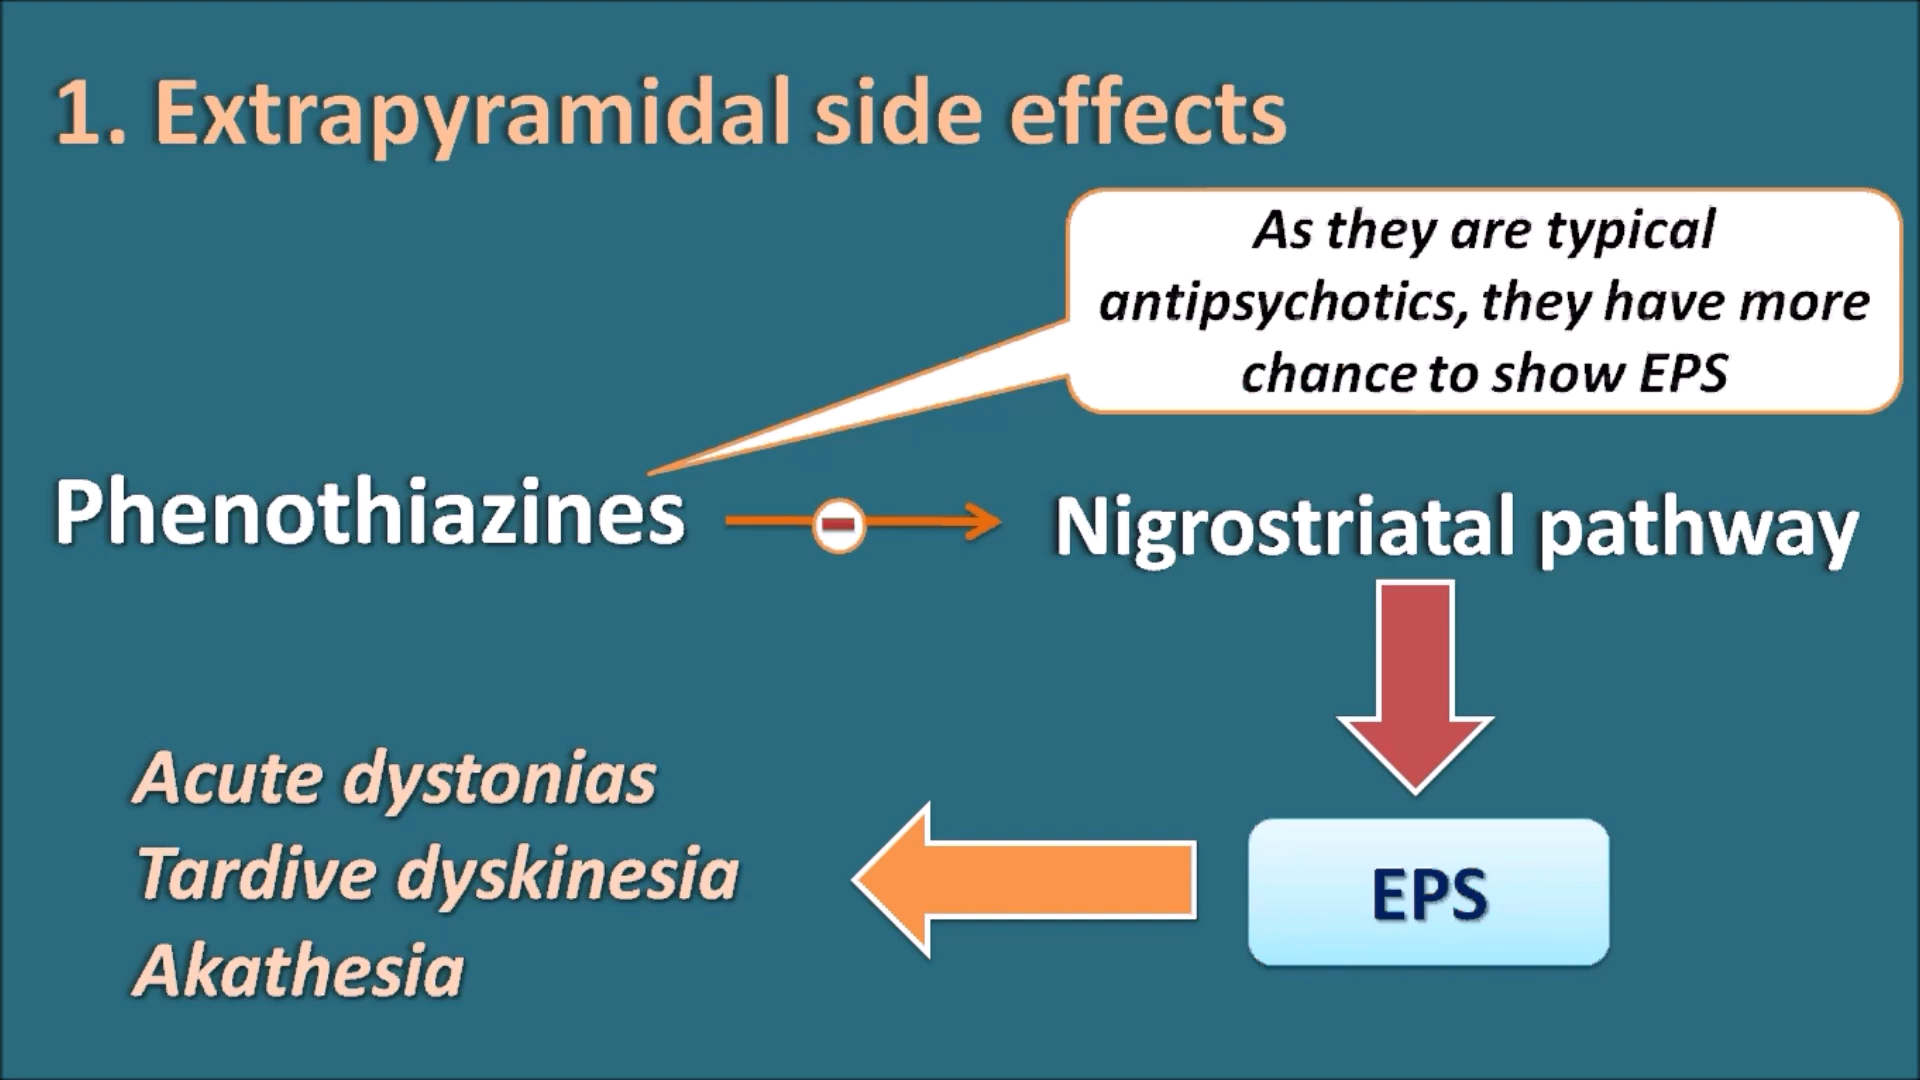 1. Extrapyramidal side effects
As they are typical
antipsychotics, they have more
chance to show EPS
Phenothiazines
Nigrostriatal pathway
EPS
Acute dystonias
Tardive dyskinesia
Akathesia